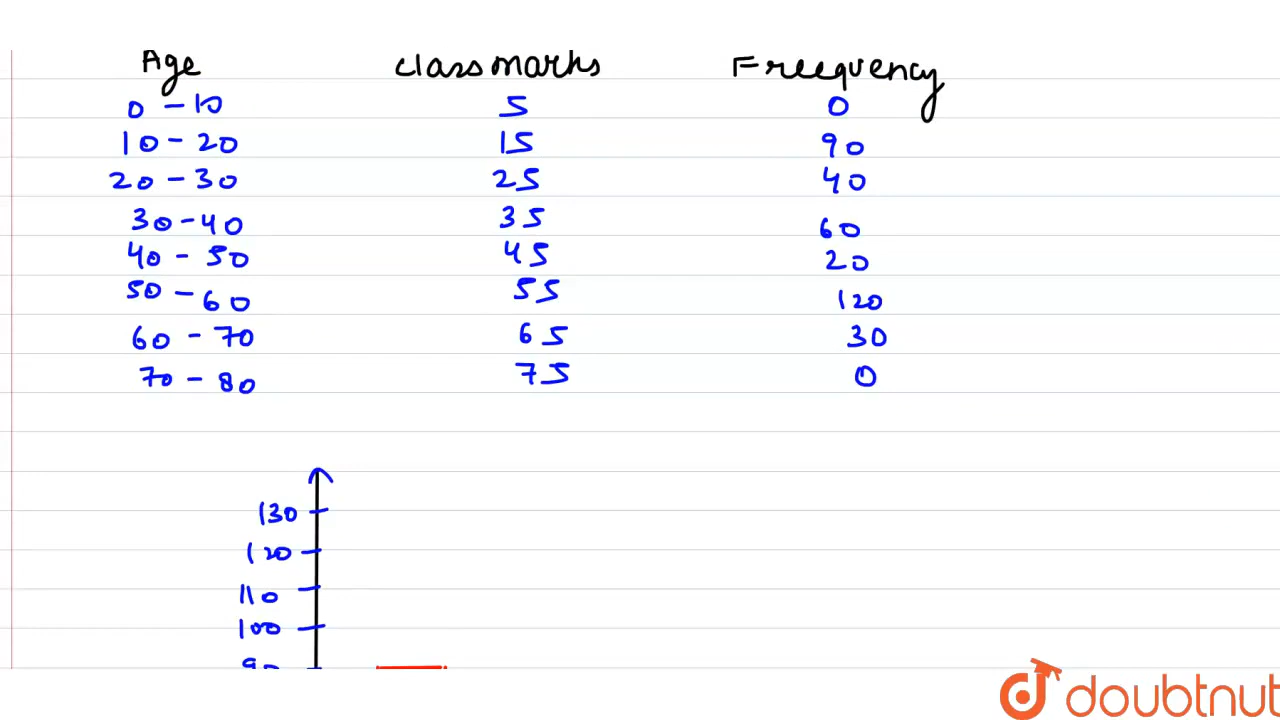 Age classmarks Freequency
0 - 10 5 0
10 - 20 15 90
20 - 30 25 40
30 - 40 35 60
40 - 50 45 20
50 - 60 55 120
60 - 70 65 30
70 - 80 75 0
130
120
110
100
90
doubtnut